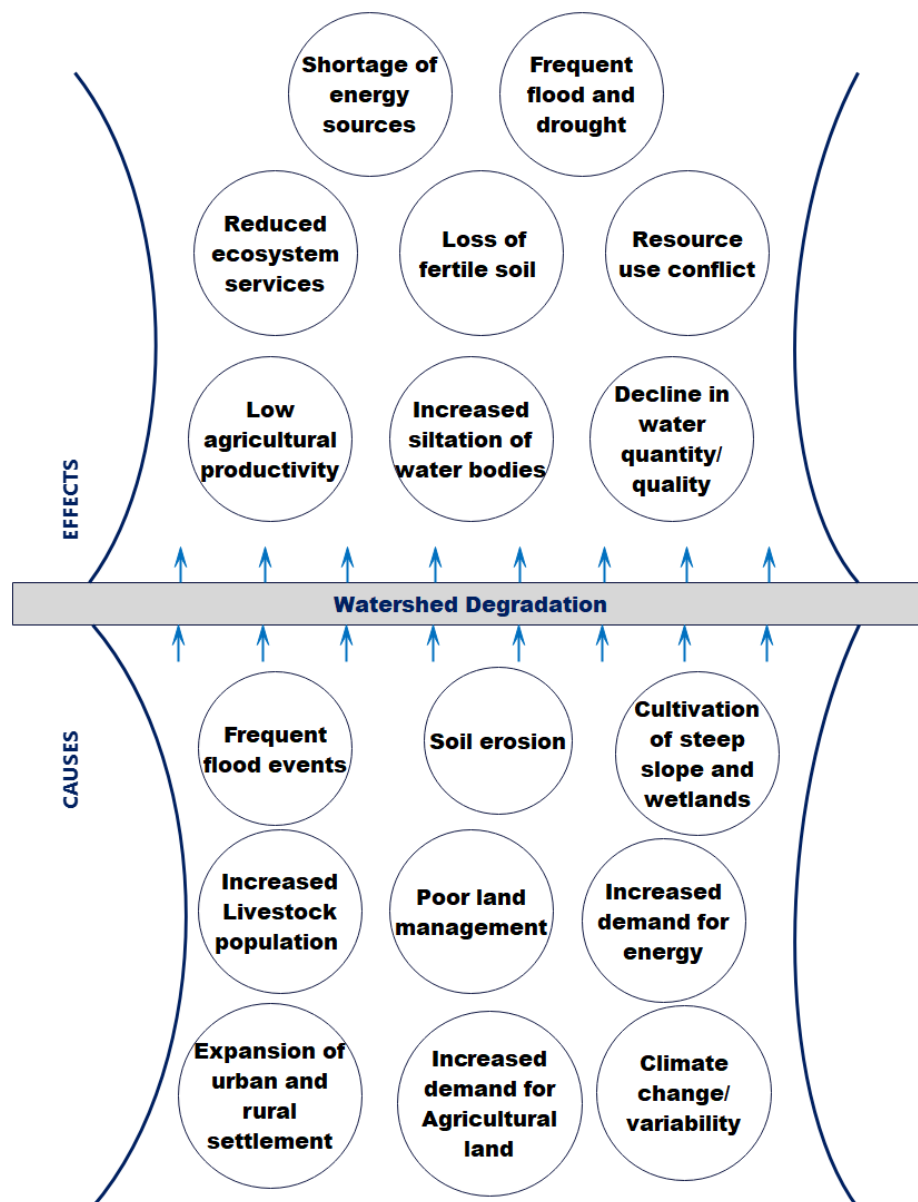 Shortage of
energy
sources
Frequent
flood and
drought
Reduced
ecosystem
services
Loss of
fertile soil
Resource
use conflict
Low
agricultural
productivity
Increased
siltation of
water bodies
Decline in
water
quantity/
quality
EFFECTS
Watershed Degradation
CAUSES
Frequent
flood events
Soil erosion
Cultivation
of steep
slope and
wetlands
Increased
Livestock
population
Poor land
management
Increased
demand for
energy
Expansion of
urban and
rural
settlement
Increased
demand for
Agricultural
land
Climate
change/
variability